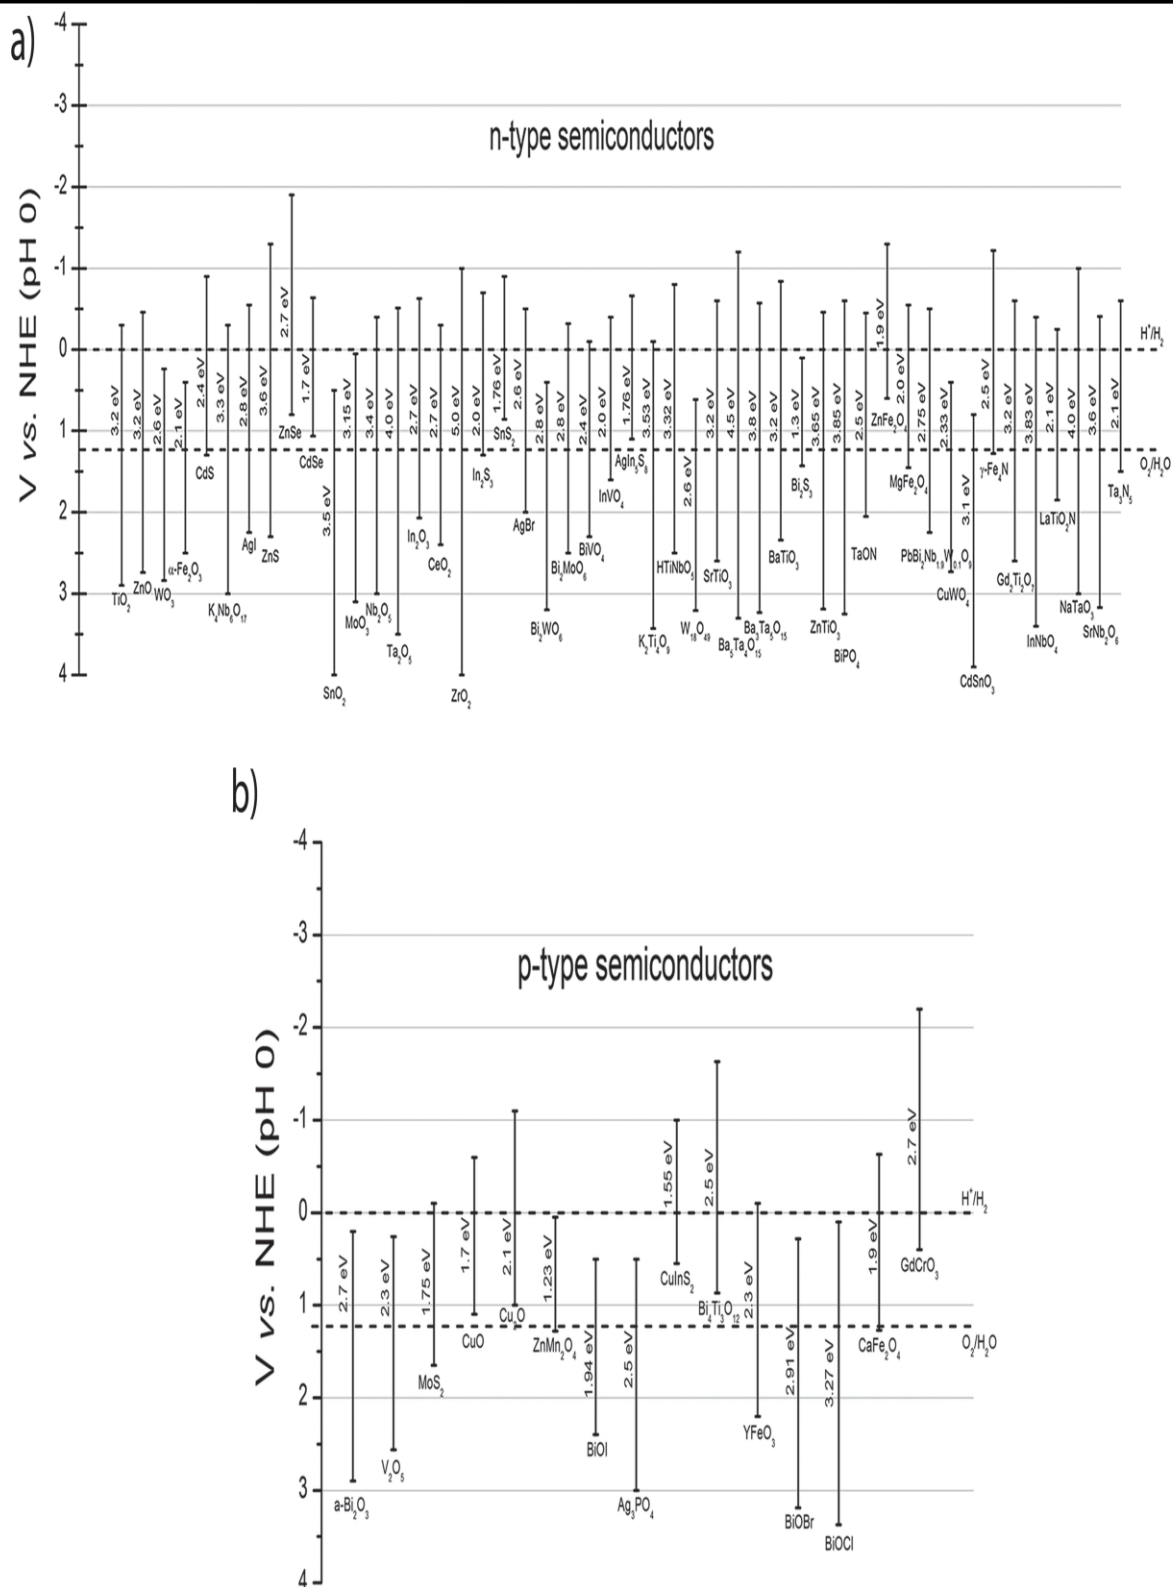 a)
-4
-3
-2
-1
0
1
2
3
4
V vs. NHE (pH 0)
n-type semiconductors
H⁺/H₂
O₂/H₂O
3.2 eV
TiO₂
3.2 eV
ZnO
2.6 eV
WO₃
2.1 eV
α-Fe₂O₃
2.4 eV
CdS
3.3 eV
K₄Nb₆O₁₇
2.8 eV
AgI
3.6 eV
ZnS
2.7 eV
ZnSe
1.7 eV
CdSe
3.5 eV
SnO₂
3.15 eV
MoO₃
3.4 eV
Nb₂O₅
4.0 eV
Ta₂O₅
2.7 eV
In₂O₃
2.7 eV
CeO₂
5.0 eV
ZrO₂
2.0 eV
In₂S₃
1.76 eV
SnS₂
2.6 eV
AgBr
2.8 eV
Bi₂WO₆
2.8 eV
Bi₂MoO₆
2.4 eV
BiVO₄
2.0 eV
InVO₄
1.76 eV
AgIn₅S₈
3.53 eV
K₂Ti₄O₉
3.32 eV
HTiNbO₅
2.6 eV
W₁₈O₄₉
3.2 eV
SrTiO₃
4.5 eV
Ba₅Ta₄O₁₅
3.8 eV
Ba₃Ta₅O₁₅
3.2 eV
BaTiO₃
1.3 eV
Bi₂S₃
3.65 eV
ZnTiO₃
3.85 eV
BiPO₄
2.5 eV
TaON
1.9 eV
ZnFe₂O₄
2.0 eV
MgFe₂O₄
2.75 eV
PbBi₂Nb₁.₉W₀.₁O₉
2.33 eV
CuWO₄
3.1 eV
CdSnO₃
2.5 eV
γ-Fe₄N
3.2 eV
Gd₂Ti₂O₇
3.83 eV
InNbO₄
2.1 eV
LaTiO₂N
4.0 eV
NaTaO₃
3.6 eV
SrNb₂O₆
2.1 eV
Ta₃N₅
b)
-4
-3
-2
-1
0
1
2
3
4
V vs. NHE (pH 0)
p-type semiconductors
H⁺/H₂
O₂/H₂O
2.7 eV
a-Bi₂O₃
2.3 eV
V₂O₅
1.75 eV
MoS₂
1.7 eV
CuO
2.1 eV
Cu₂O
1.23 eV
ZnMn₂O₄
1.94 eV
BiOI
2.5 eV
Ag₃PO₄
1.55 eV
CuInS₂
2.5 eV
Bi₄Ti₃O₁₂
2.3 eV
YFeO₃
2.91 eV
BiOBr
3.27 eV
BiOCl
1.9 eV
CaFe₂O₄
2.7 eV
GdCrO₃